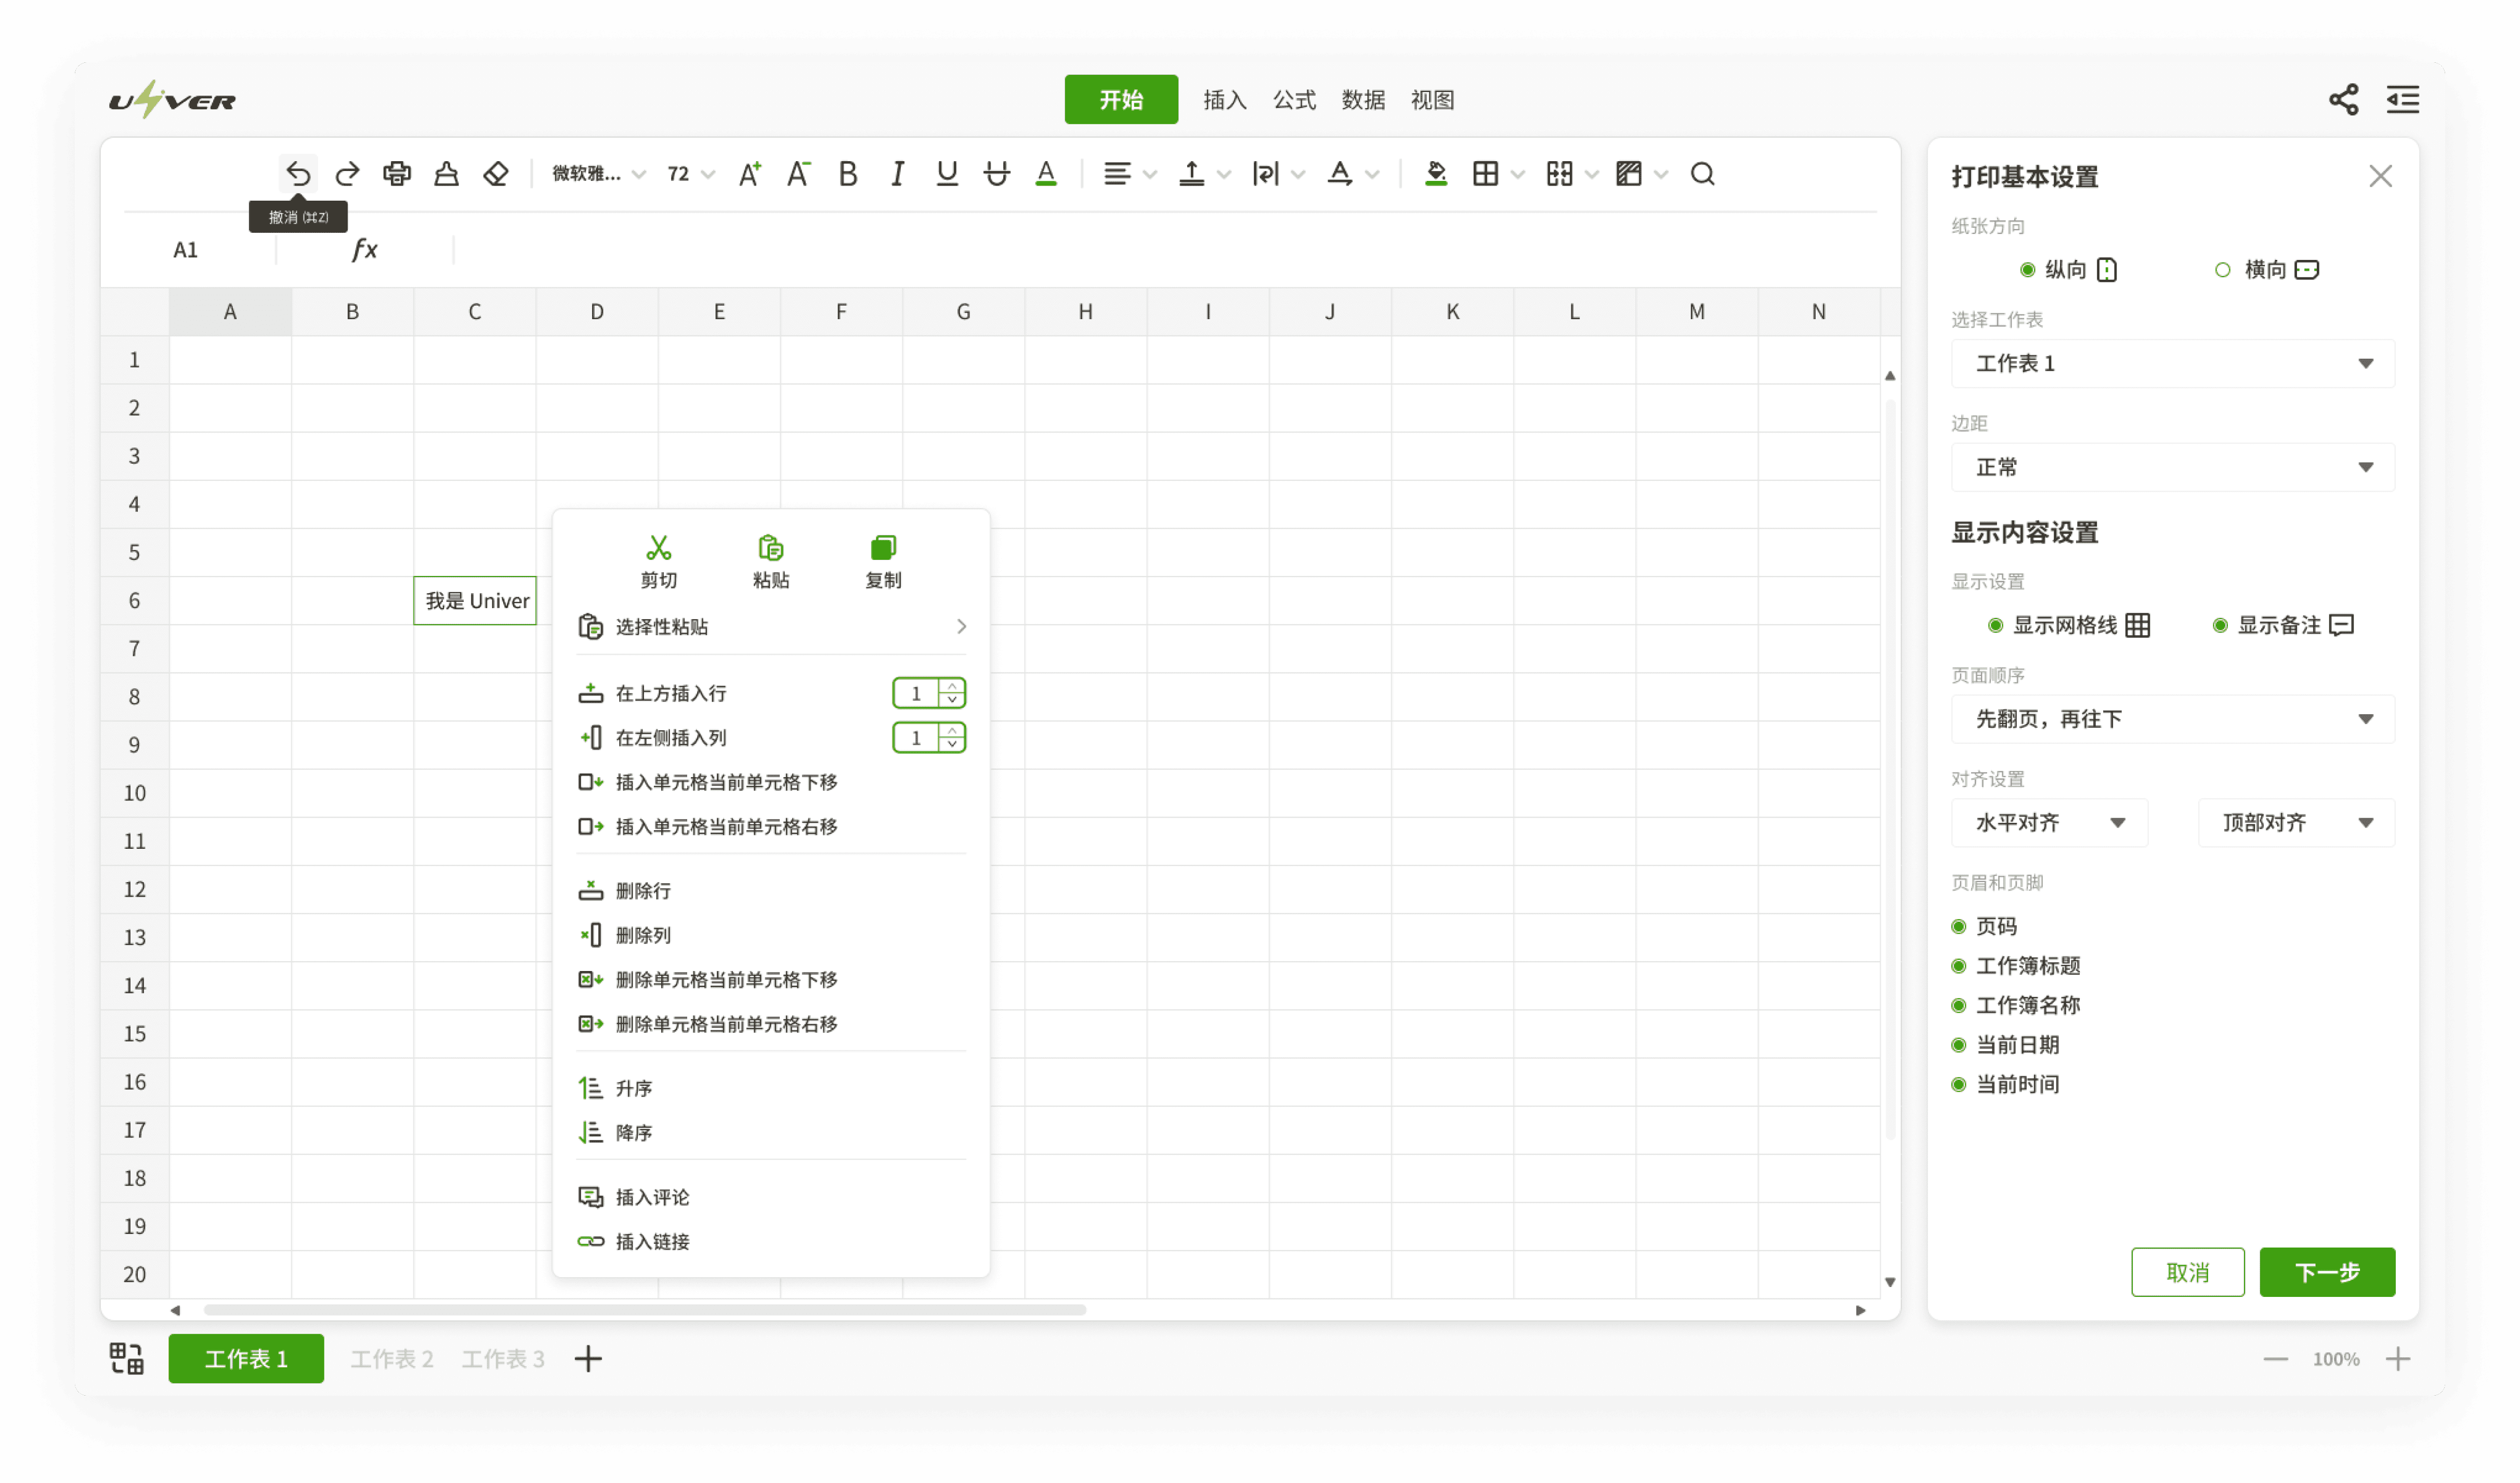 UNIVER
开始 插入 公式 数据 视图
微软雅... 72
撤消 (⌘Z)
A1 fx
A B C D E F G H I J K L M N
1
2
3
4
5
6 我是 Univer
7
8
9
10
11
12
13
14
15
16
17
18
19
20
剪切 粘贴 复制
选择性粘贴
在上方插入行 1
在左侧插入列 1
插入单元格当前单元格下移
插入单元格当前单元格右移
删除行
删除列
删除单元格当前单元格下移
删除单元格当前单元格右移
升序
降序
插入评论
插入链接
打印基本设置
纸张方向
纵向 横向
选择工作表
工作表 1
边距
正常
显示内容设置
显示设置
显示网格线 显示备注
页面顺序
先翻页，再往下
对齐设置
水平对齐 顶部对齐
页眉和页脚
页码
工作簿标题
工作簿名称
当前日期
当前时间
取消 下一步
工作表 1 工作表 2 工作表 3
100%